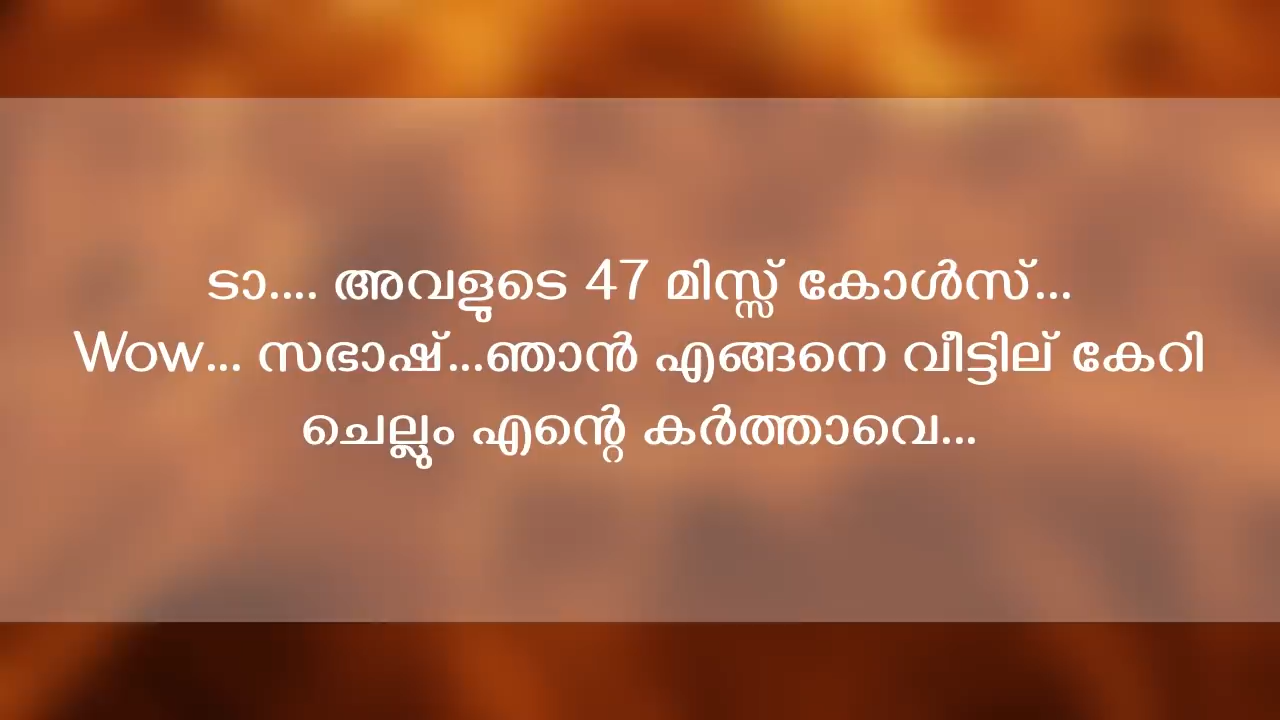 ടാ.... അവളുടെ 47 മിസ്സ് കോൾസ്...
Wow... സഭാഷ്...ഞാൻ എങ്ങനെ വീട്ടില് കേറി
ചെല്ലും എന്റെ കർത്താവെ...